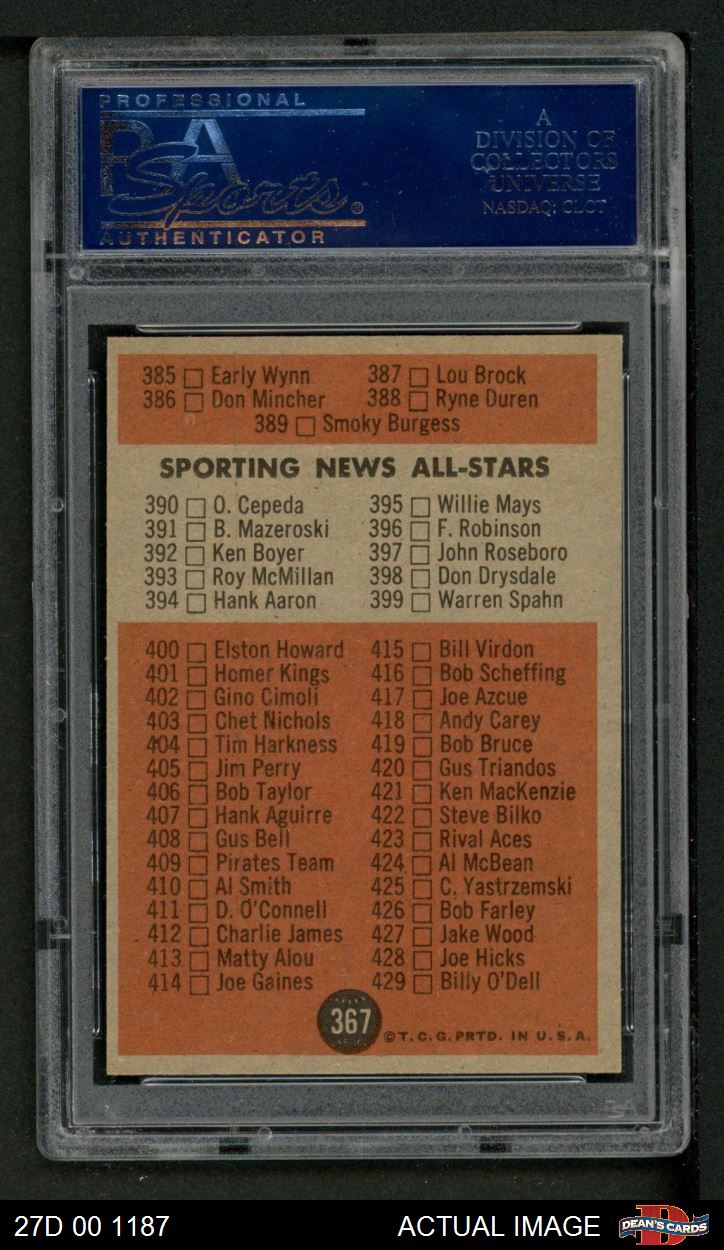 PROFESSIONAL
PSA
Sports®
AUTHENTICATOR
A
DIVISION OF
COLLECTORS
UNIVERSE
NASDAQ: CLCT
385 Early Wynn 387 Lou Brock
386 Don Mincher 388 Ryne Duren
389 Smoky Burgess
SPORTING NEWS ALL-STARS
390 O. Cepeda 395 Willie Mays
391 B. Mazeroski 396 F. Robinson
392 Ken Boyer 397 John Roseboro
393 Roy McMillan 398 Don Drysdale
394 Hank Aaron 399 Warren Spahn
400 Elston Howard 415 Bill Virdon
401 Homer Kings 416 Bob Scheffing
402 Gino Cimoli 417 Joe Azcue
403 Chet Nichols 418 Andy Carey
404 Tim Harkness 419 Bob Bruce
405 Jim Perry 420 Gus Triandos
406 Bob Taylor 421 Ken MacKenzie
407 Hank Aguirre 422 Steve Bilko
408 Gus Bell 423 Rival Aces
409 Pirates Team 424 Al McBean
410 Al Smith 425 C. Yastrzemski
411 D. O'Connell 426 Bob Farley
412 Charlie James 427 Jake Wood
413 Matty Alou 428 Joe Hicks
414 Joe Gaines 429 Billy O'Dell
367 ©T.C.G. PRTD. IN U.S.A.
27D 00 1187 ACTUAL IMAGE DEAN'S CARDS